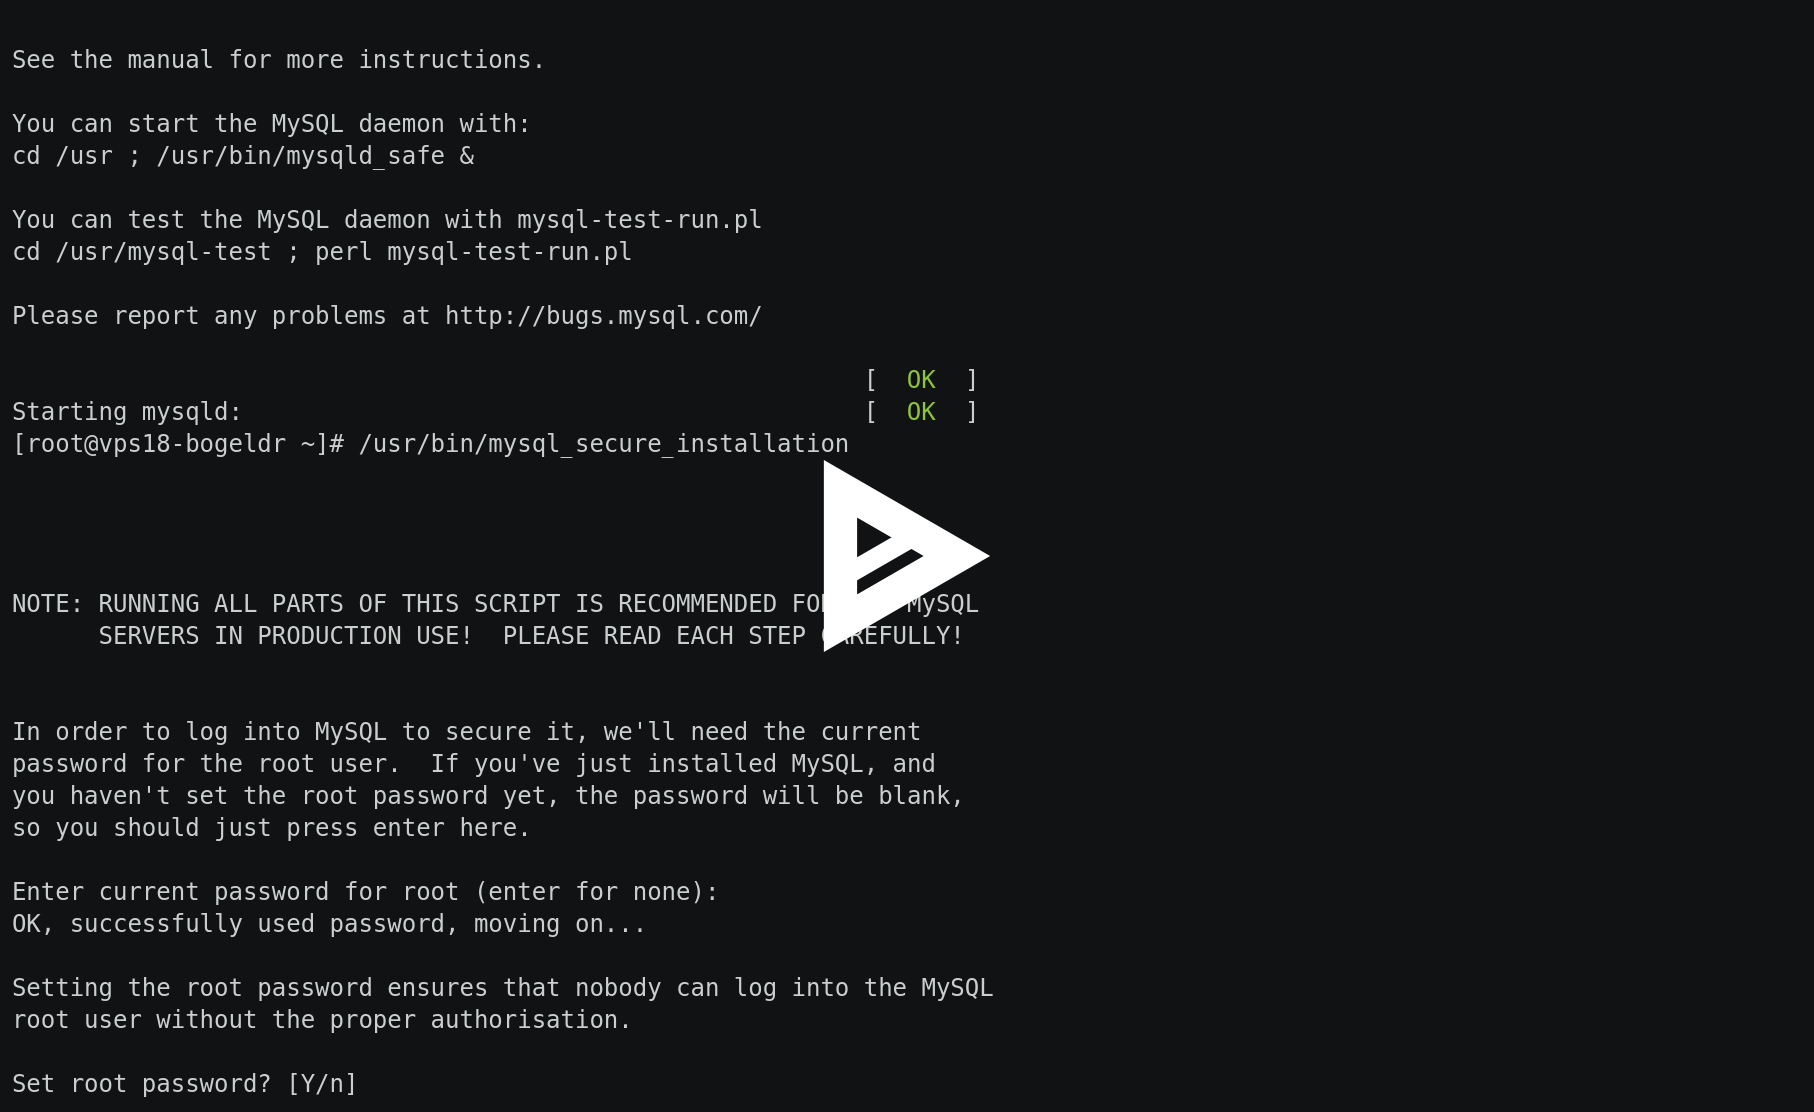 See the manual for more instructions.
You can start the MySQL daemon with:
cd /usr ; /usr/bin/mysqld_safe &
You can test the MySQL daemon with mysql-test-run.pl
cd /usr/mysql-test ; perl mysql-test-run.pl
Please report any problems at http://bugs.mysql.com/
[  OK  ]
Starting mysqld:                                           [  OK  ]
[root@vps18-bogeldr ~]# /usr/bin/mysql_secure_installation
NOTE: RUNNING ALL PARTS OF THIS SCRIPT IS RECOMMENDED MySQL
SERVERS IN PRODUCTION USE!  PLEASE READ EACH STEP CAREFULLY!
In order to log into MySQL to secure it, we'll need the current
password for the root user.  If you've just installed MySQL, and
you haven't set the root password yet, the password will be blank,
so you should just press enter here.
Enter current password for root (enter for none):
OK, successfully used password, moving on...
Setting the root password ensures that nobody can log into the MySQL
root user without the proper authorisation.
Set root password? [Y/n]